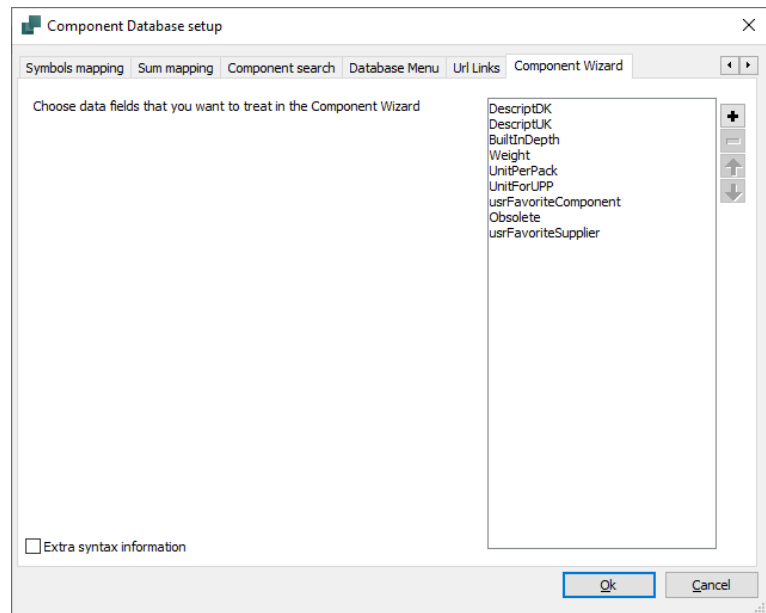 Component Database setup
Symbols mapping Sum mapping Component search Database Menu Url Links Component Wizard
Choose data fields that you want to treat in the Component Wizard
DescriptDK
DescriptUK
BuiltInDepth
Weight
UnitPerPack
UnitForUPP
usrFavoriteComponent
Obsolete
usrFavoriteSupplier
Extra syntax information
Ok Cancel